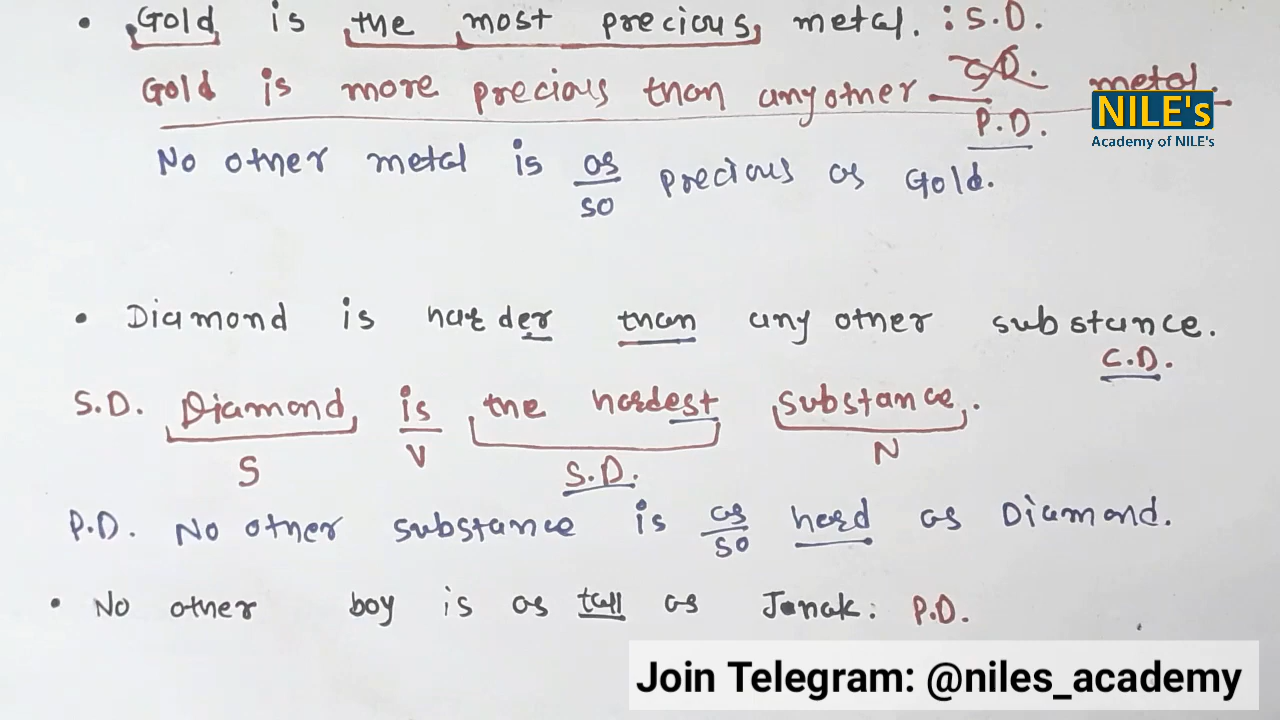 • Gold is the most precious metal. : S.D.
Gold is more precious than any other metal. C.D.
P.D.
No other metal is as precious as Gold.
so
NILE's
Academy of NILE's
• Diamond is harder than any other substance.
C.D.
S.D. Diamond is the hardest substance.
S V S.D. N
P.D. No other substance is as hard as Diamond.
so
• No other boy is as tall as Janak: P.D.
Join Telegram: @niles_academy